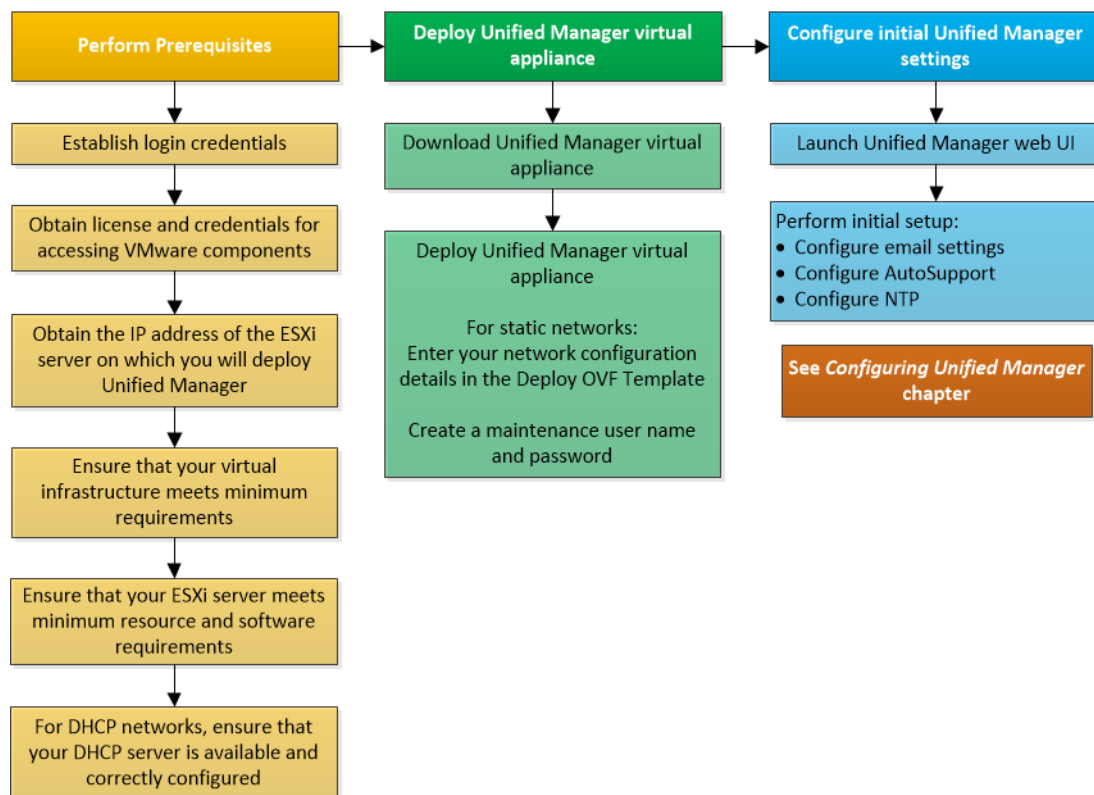 Perform Prerequisites
Establish login credentials
Obtain license and credentials for
accessing VMware components
Obtain the IP address of the ESXi
server on which you will deploy
Unified Manager
Ensure that your virtual
infrastructure meets minimum
requirements
Ensure that your ESXi server meets
minimum resource and software
requirements
For DHCP networks, ensure that
your DHCP server is available and
correctly configured
Deploy Unified Manager virtual
appliance
Download Unified Manager virtual
appliance
Deploy Unified Manager virtual
appliance
For static networks:
Enter your network configuration
details in the Deploy OVF Template
Create a maintenance user name
and password
Configure initial Unified Manager
settings
Launch Unified Manager web UI
Perform initial setup:
• Configure email settings
• Configure AutoSupport
• Configure NTP
See Configuring Unified Manager
chapter